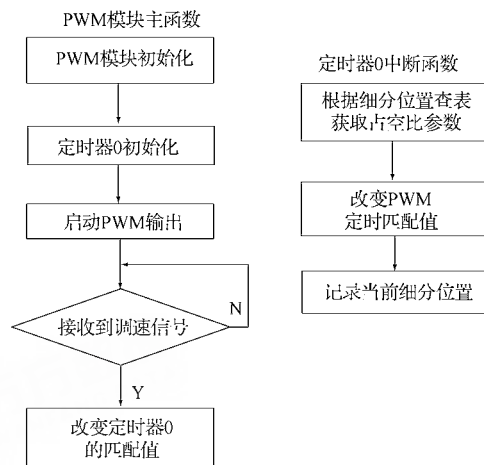 PWM模块主函数
PWM模块初始化
定时器0初始化
启动PWM输出
接收到调速信号
N
Y
改变定时器0
的匹配值
定时器0中断函数
根据细分位置查表
获取占空比参数
改变PWM
定时匹配值
记录当前细分位置